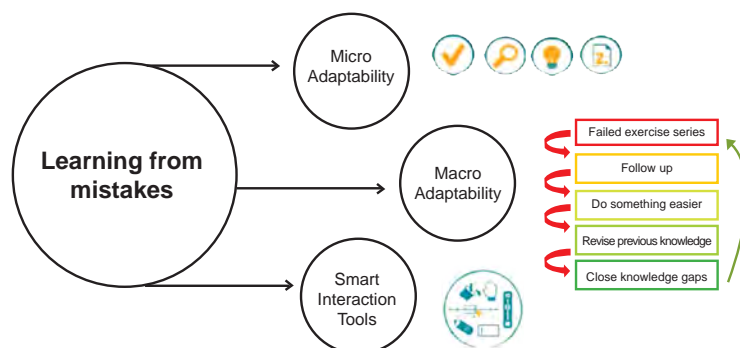 Learning from
mistakes
Micro
Adaptability
2.
Macro
Adaptability
Failed exercise series
Follow up
Do something easier
Revise previous knowledge
Close knowledge gaps
Smart
Interaction
Tools